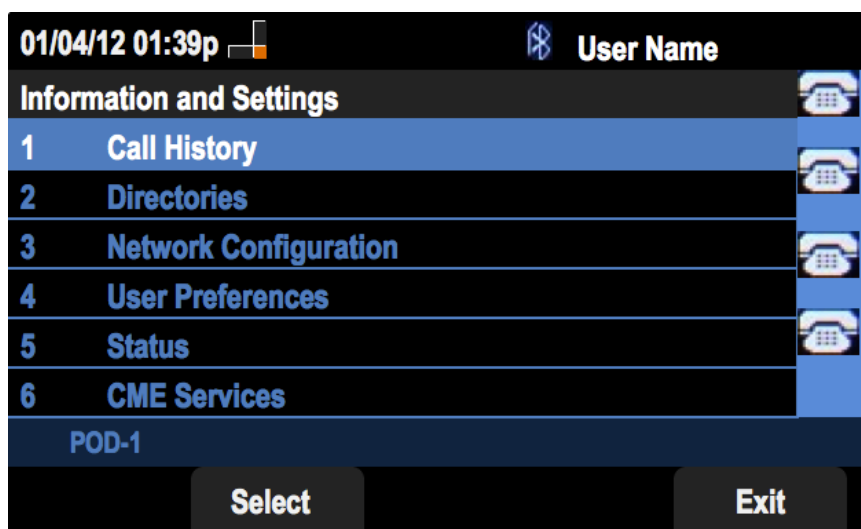 01/04/12 01:39p User Name
Information and Settings
1 Call History
2 Directories
3 Network Configuration
4 User Preferences
5 Status
6 CME Services
POD-1
Select Exit